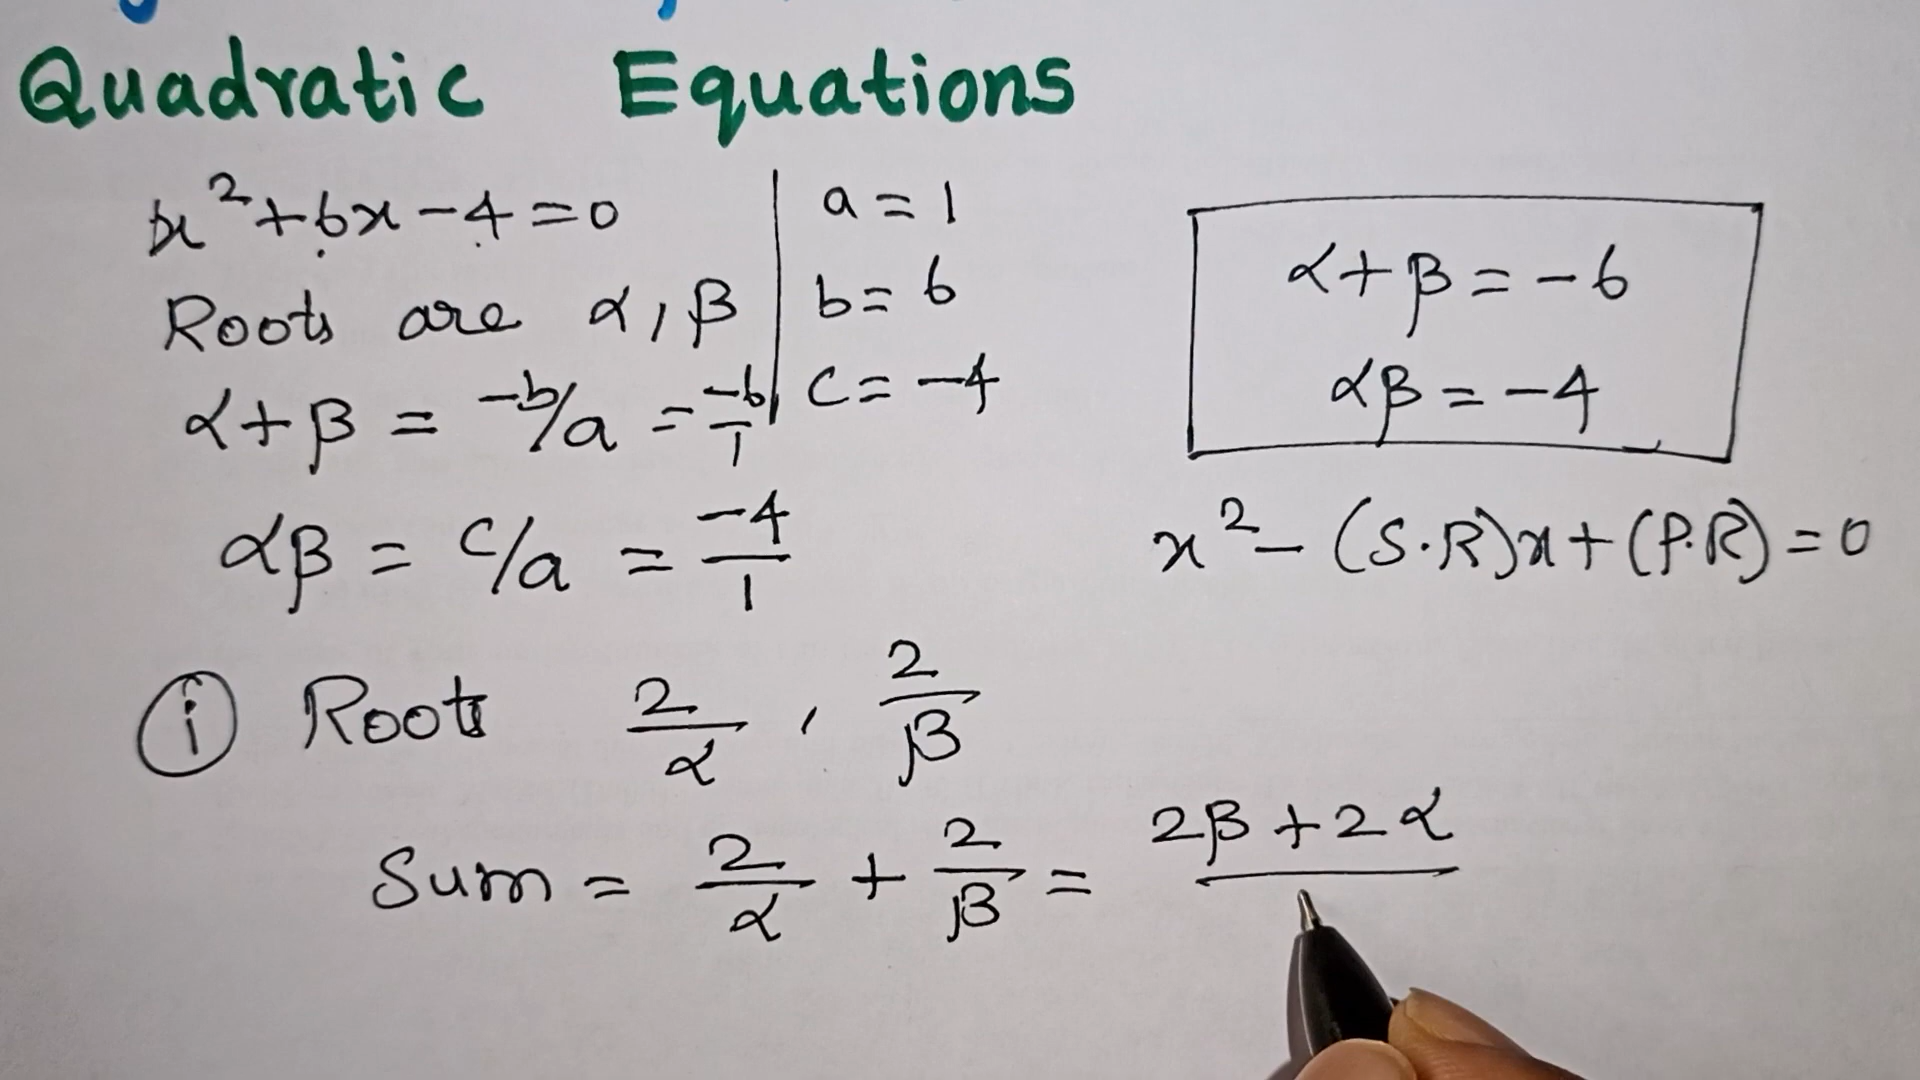 Quadratic Equations
x² + 6x - 4 = 0
Roots are α, β
α + β = -b/a = -6/1
αβ = c/a = -4/1
a = 1
b = 6
c = -4
α + β = -6
αβ = -4
x² - (S.R)x + (P.R) = 0
(i) Roots 2/α , 2/β
Sum = 2/α + 2/β = 2β + 2α